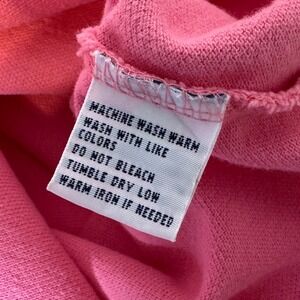 MACHINE WASH WARM
WASH WITH LIKE
COLORS
DO NOT BLEACH
TUMBLE DRY LOW
WARM IRON IF NEEDED